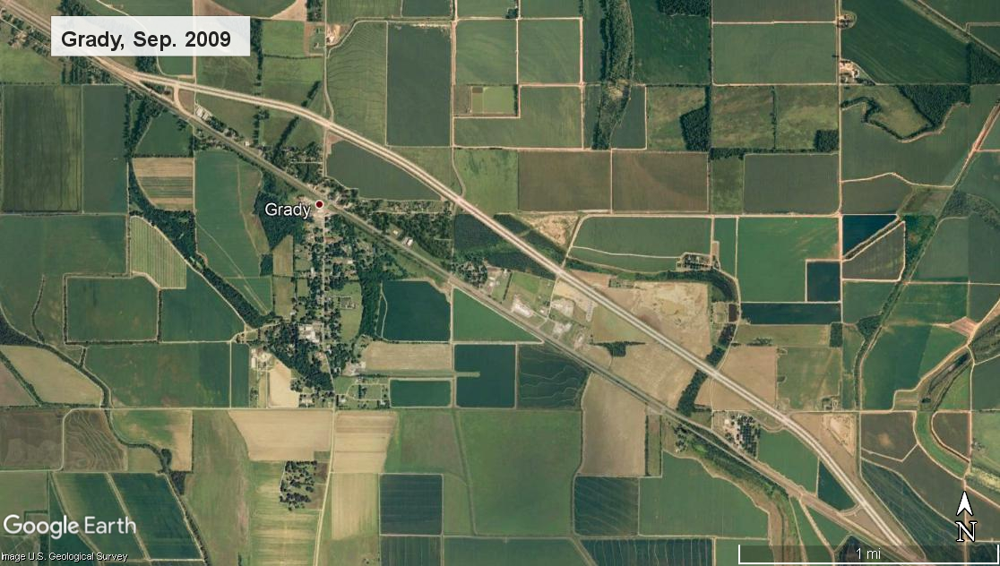 Grady, Sep. 2009
Grady
Google Earth
Image U.S. Geological Survey
1 mi
N